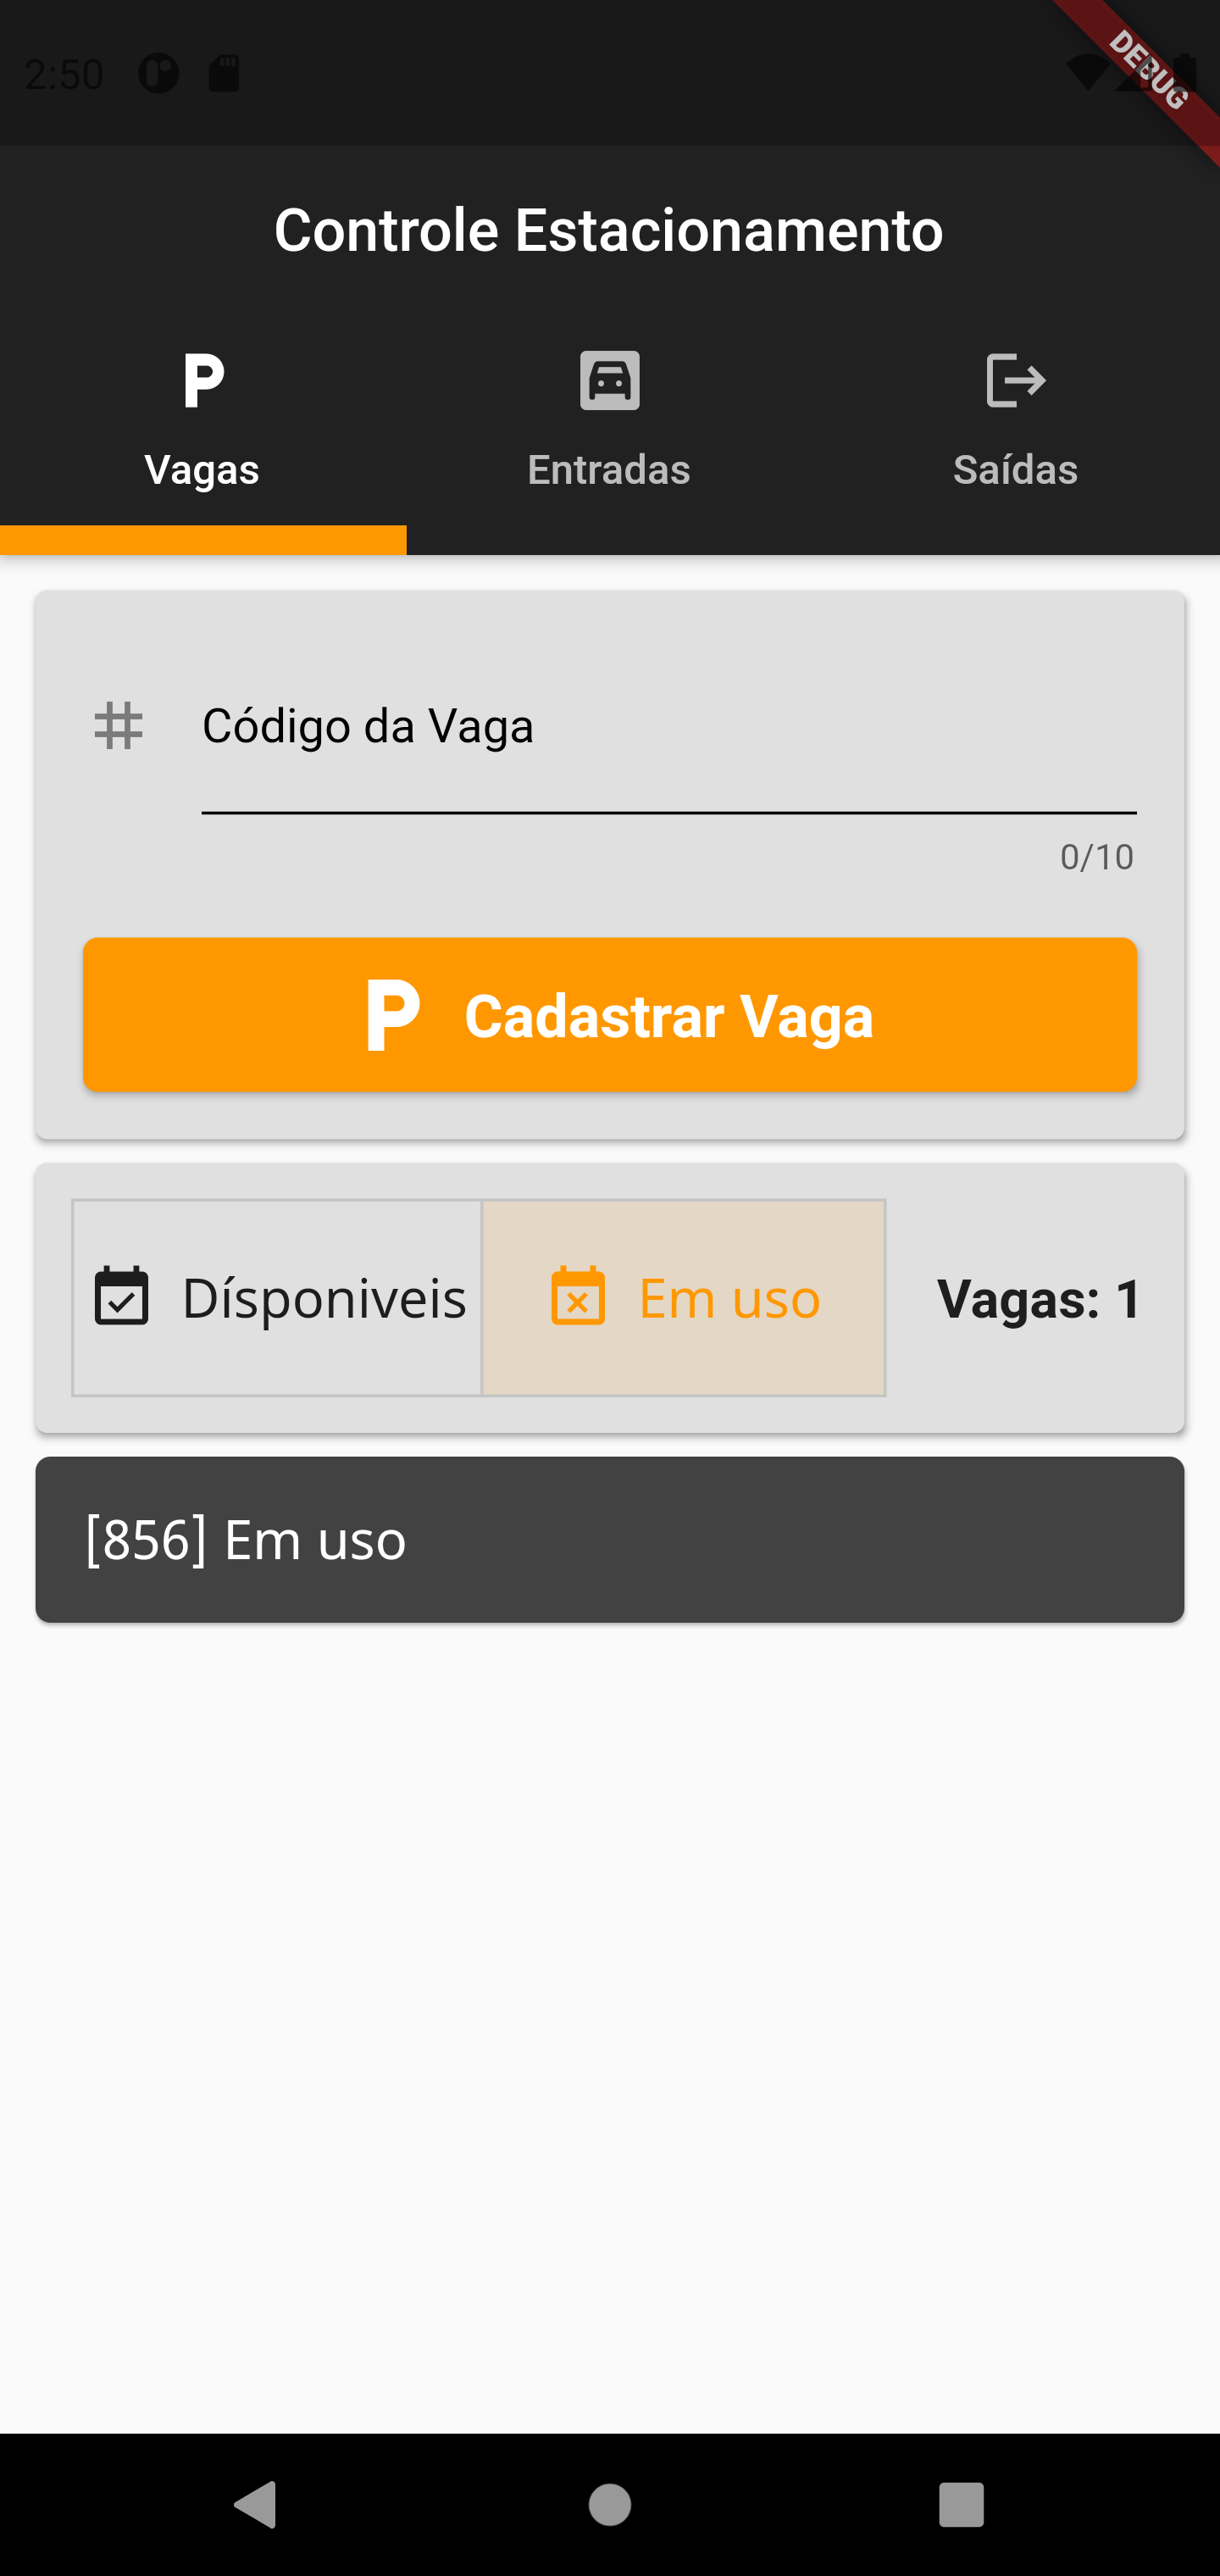 2:50
DEBUG
Controle Estacionamento
P
Vagas
Entradas
Saídas
Código da Vaga
0/10
P Cadastrar Vaga
Dísponiveis
Em uso
Vagas: 1
[856] Em uso